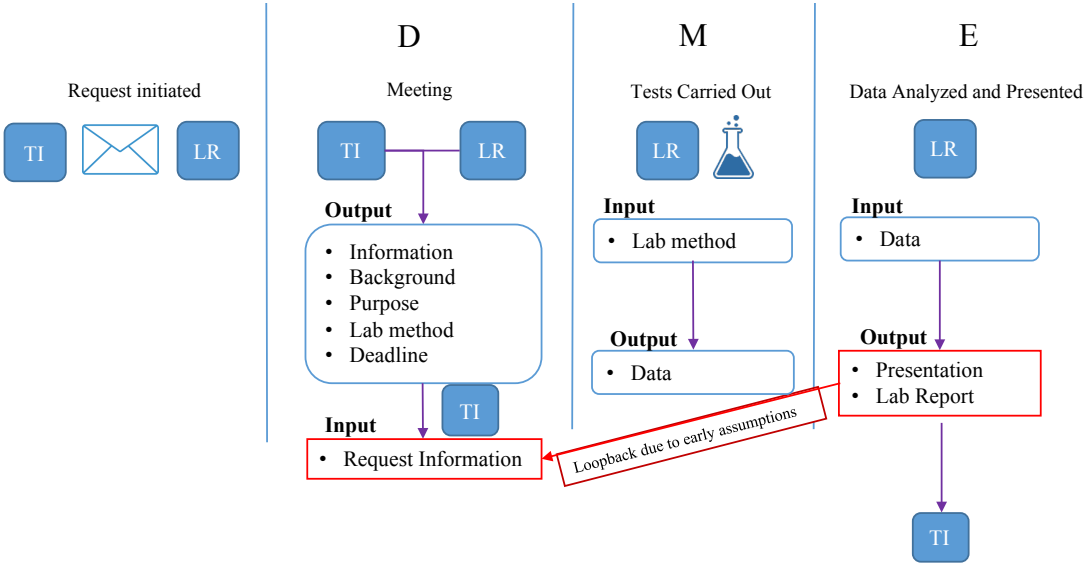 Request initiated
TI
LR
D
Meeting
TI
LR
Output
• Information
• Background
• Purpose
• Lab method
• Deadline
TI
Input
• Request Information
M
Tests Carried Out
LR
Input
• Lab method
Output
• Data
Loopback due to early assumptions
E
Data Analyzed and Presented
LR
Input
• Data
Output
• Presentation
• Lab Report
TI